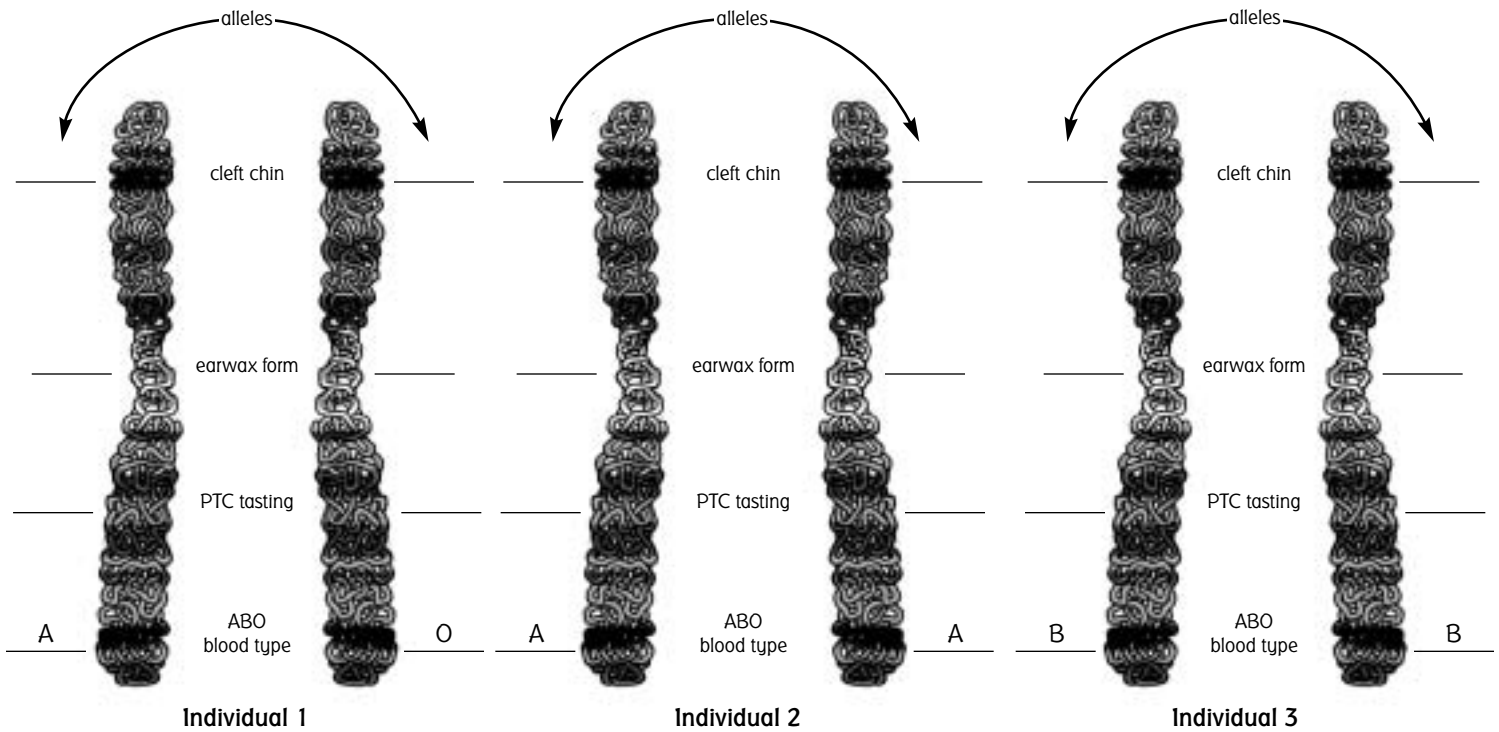 alleles alleles alleles
cleft chin cleft chin cleft chin
earwax form earwax form earwax form
PTC tasting PTC tasting PTC tasting
A ABO O A ABO A B ABO B
blood type blood type blood type
Individual 1 Individual 2 Individual 3